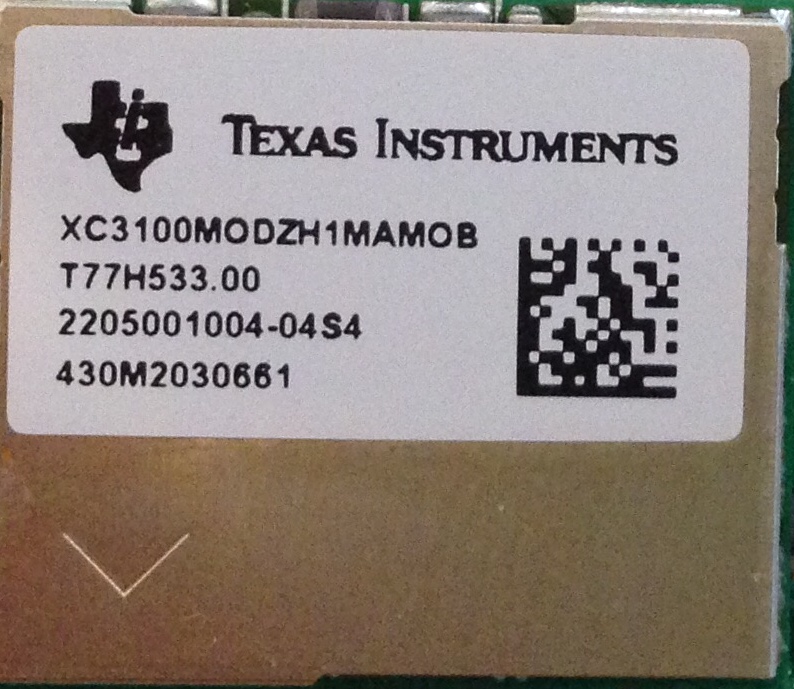 TEXAS INSTRUMENTS
XC3100MODZH1MAMOB
T77H533.00
2205001004-04S4
430M2030661